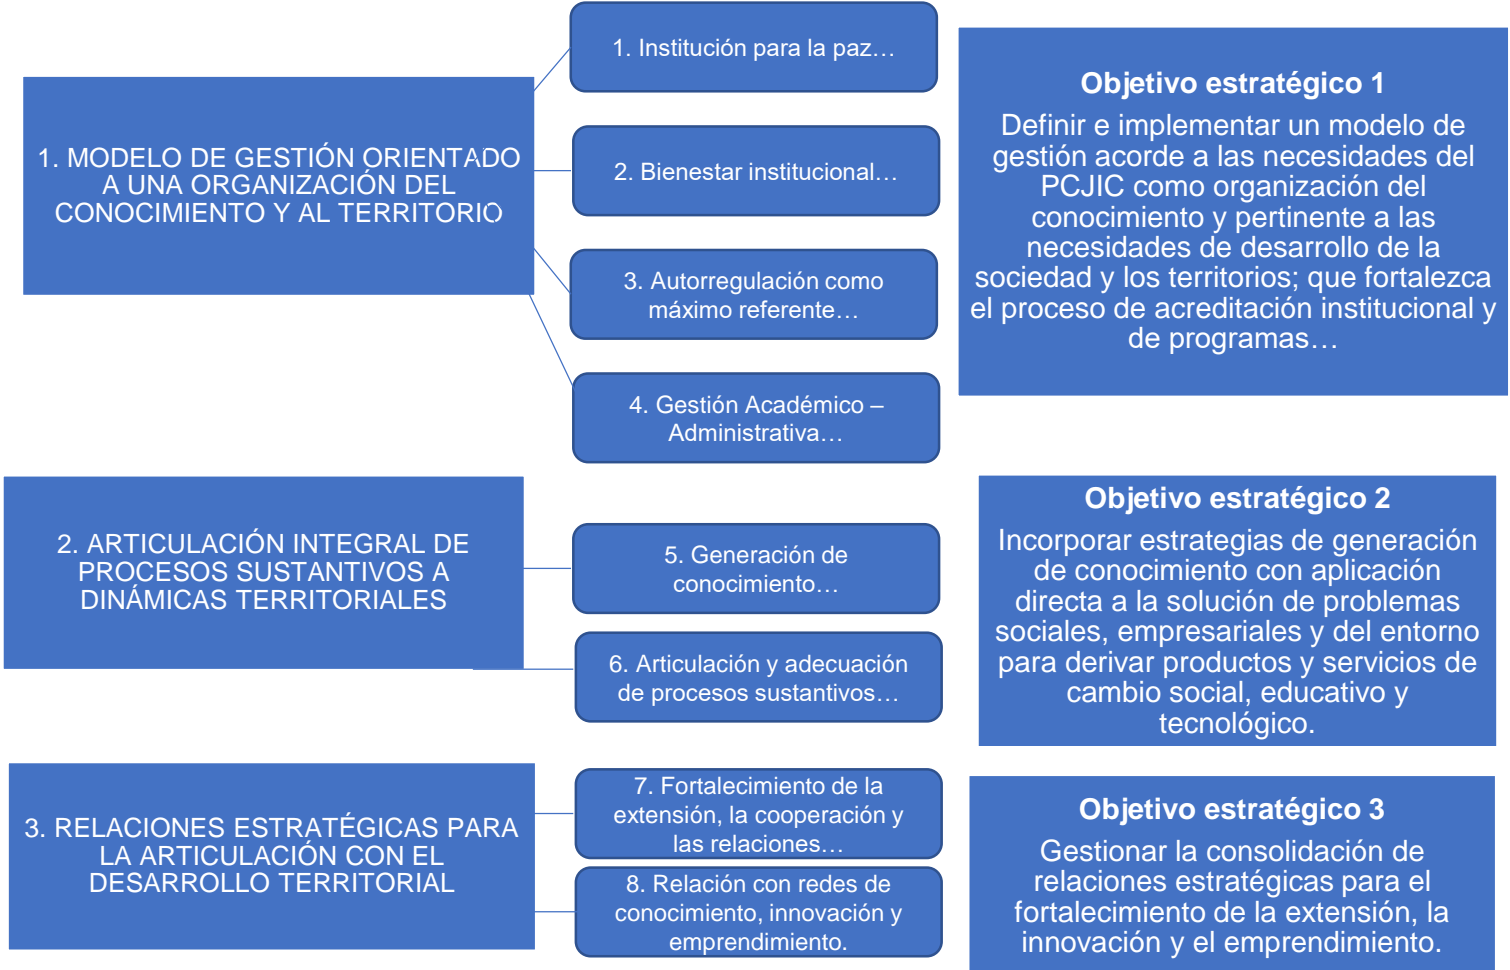 1. MODELO DE GESTIÓN ORIENTADO
A UNA ORGANIZACIÓN DEL
CONOCIMIENTO Y AL TERRITORIO
1. Institución para la paz…
2. Bienestar institucional…
3. Autorregulación como
máximo referente…
4. Gestión Académico –
Administrativa…
Objetivo estratégico 1
Definir e implementar un modelo de
gestión acorde a las necesidades del
PCJIC como organización del
conocimiento y pertinente a las
necesidades de desarrollo de la
sociedad y los territorios; que fortalezca
el proceso de acreditación institucional y
de programas…
2. ARTICULACIÓN INTEGRAL DE
PROCESOS SUSTANTIVOS A
DINÁMICAS TERRITORIALES
5. Generación de
conocimiento…
6. Articulación y adecuación
de procesos sustantivos…
Objetivo estratégico 2
Incorporar estrategias de generación
de conocimiento con aplicación
directa a la solución de problemas
sociales, empresariales y del entorno
para derivar productos y servicios de
cambio social, educativo y
tecnológico.
3. RELACIONES ESTRATÉGICAS PARA
LA ARTICULACIÓN CON EL
DESARROLLO TERRITORIAL
7. Fortalecimiento de la
extensión, la cooperación y
las relaciones…
8. Relación con redes de
conocimiento, innovación y
emprendimiento.
Objetivo estratégico 3
Gestionar la consolidación de
relaciones estratégicas para el
fortalecimiento de la extensión, la
innovación y el emprendimiento.